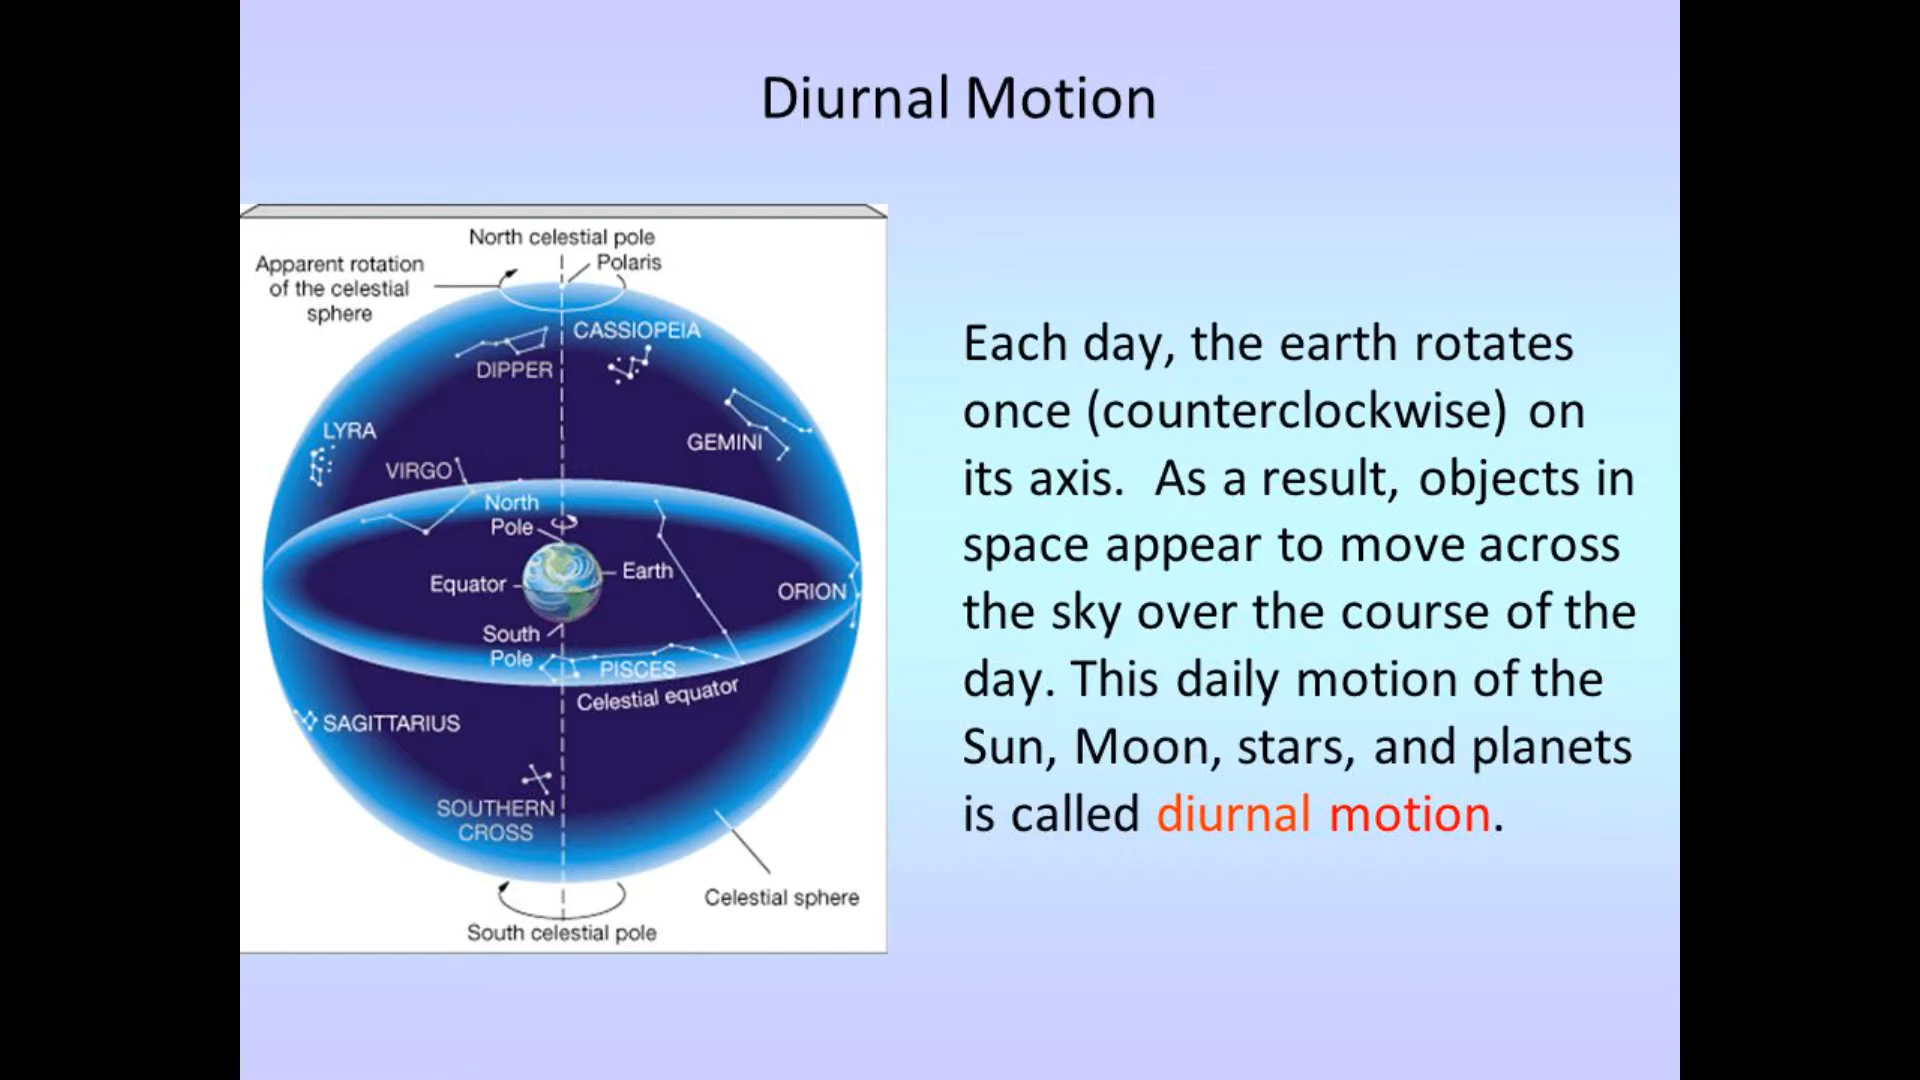 Diurnal Motion
North celestial pole
Polaris
Apparent rotation
of the celestial
sphere
CASSIOPEIA
DIPPER
GEMINI
LYRA
VIRGO
North
Pole
Earth
Equator
ORION
South
Pole
PISCES
Celestial equator
SAGITTARIUS
SOUTHERN
CROSS
Celestial sphere
South celestial pole
Each day, the earth rotates
once (counterclockwise) on
its axis.  As a result, objects in
space appear to move across
the sky over the course of the
day. This daily motion of the
Sun, Moon, stars, and planets
is called diurnal motion.